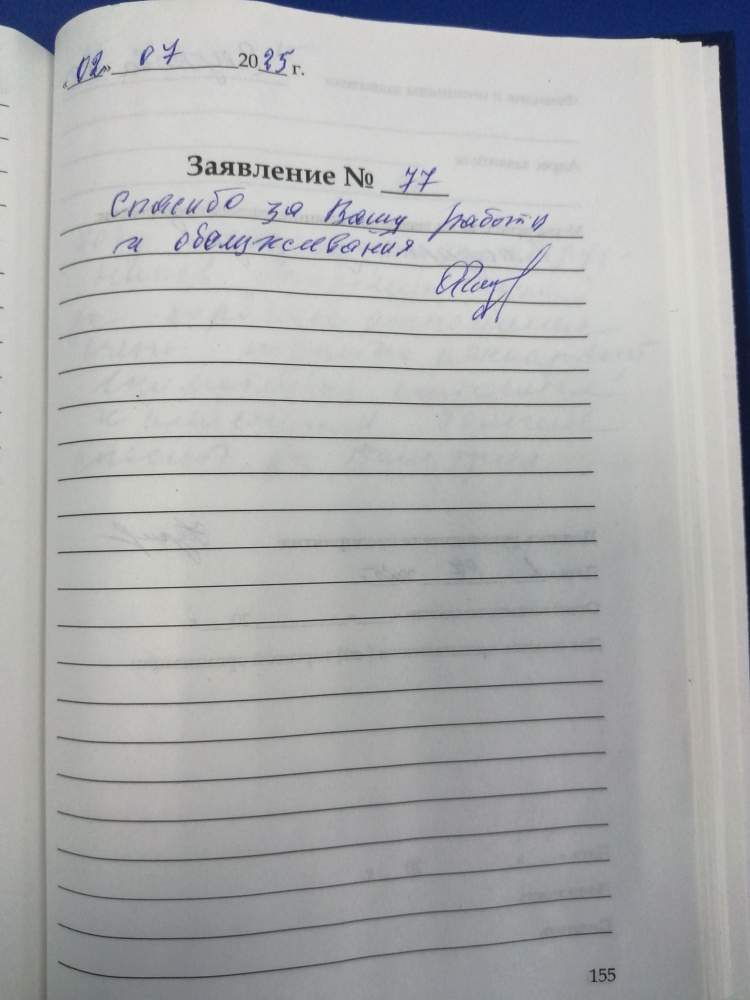 «02» 07 2025 г.
Заявление № 77
Спасибо за Вашу работу
и обслуживания
155